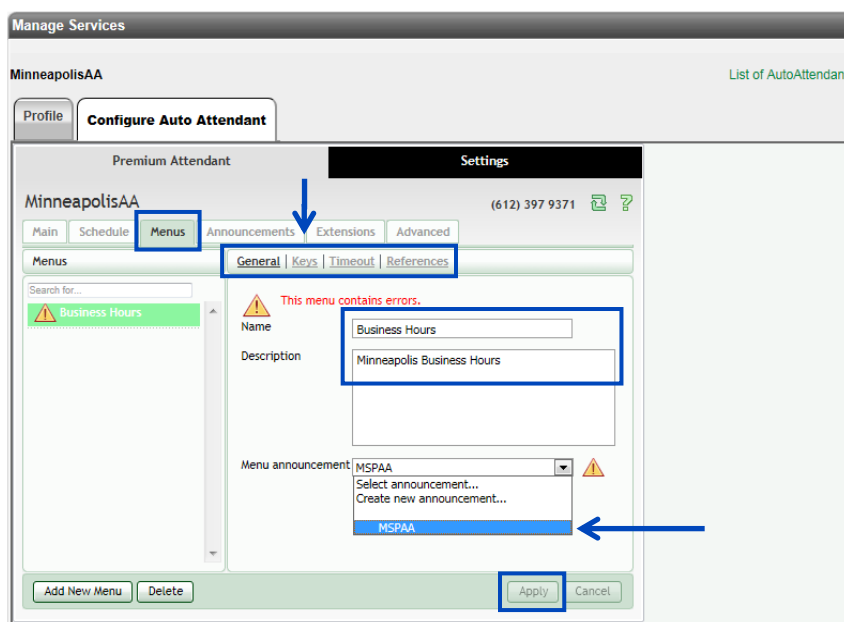 Manage Services
MinneapolisAA
List of AutoAttendan
Profile
Configure Auto Attendant
Premium Attendant
Settings
MinneapolisAA
(612) 397 9371
Main
Schedule
Menus
Announcements
Extensions
Advanced
Menus
General | Keys | Timeout | References
Search for...
Business Hours
This menu contains errors.
Name
Business Hours
Description
Minneapolis Business Hours
Menu announcement
MSPAA
Select announcement...
Create new announcement...
MSPAA
Add New Menu
Delete
Apply
Cancel